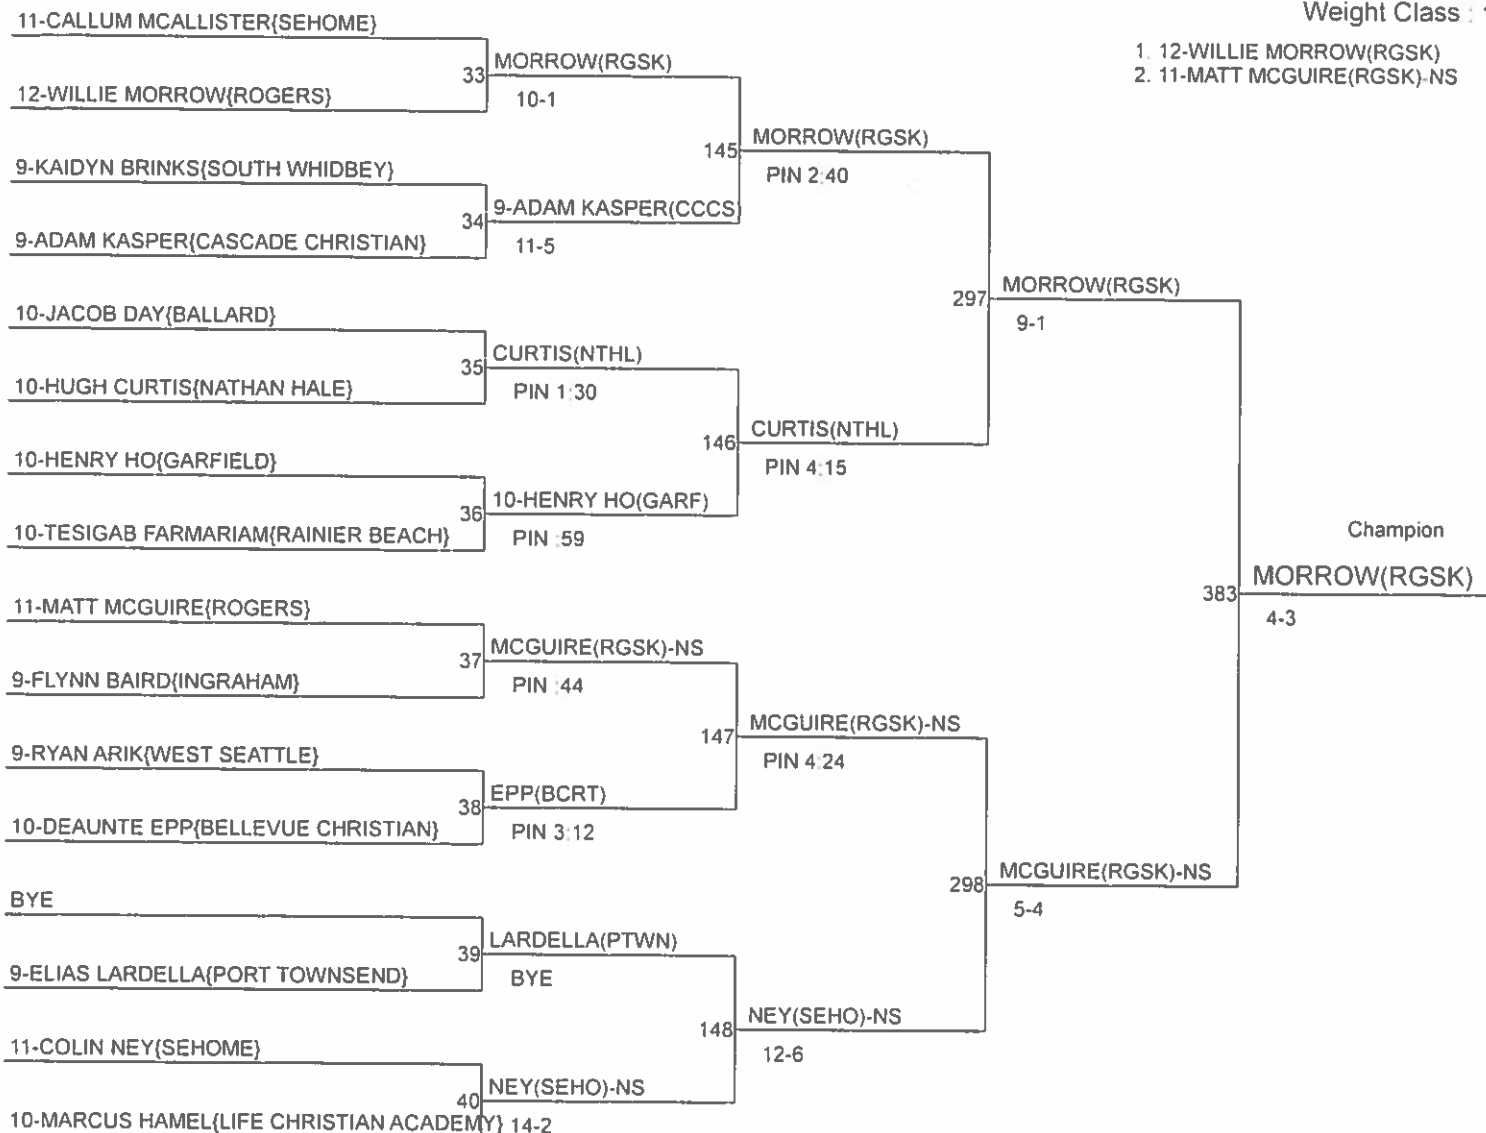 11-CALLUM MCALLISTER{SEHOME}
Weight Class :
1. 12-WILLIE MORROW(RGSK)
2. 11-MATT MCGUIRE(RGSK)-NS
33 MORROW(RGSK)
10-1
12-WILLIE MORROW{ROGERS}
145 MORROW(RGSK)
PIN 2:40
9-KAIDYN BRINKS{SOUTH WHIDBEY}
34 9-ADAM KASPER(CCCS)
11-5
9-ADAM KASPER{CASCADE CHRISTIAN}
297 MORROW(RGSK)
9-1
10-JACOB DAY{BALLARD}
35 CURTIS(NTHL)
PIN 1:30
10-HUGH CURTIS{NATHAN HALE}
146 CURTIS(NTHL)
PIN 4:15
10-HENRY HO{GARFIELD}
36 10-HENRY HO(GARF)
PIN :59
10-TESIGAB FARMARIAM{RAINIER BEACH}
Champion
383 MORROW(RGSK)
4-3
11-MATT MCGUIRE{ROGERS}
37 MCGUIRE(RGSK)-NS
PIN :44
9-FLYNN BAIRD{INGRAHAM}
147 MCGUIRE(RGSK)-NS
PIN 4:24
9-RYAN ARIK{WEST SEATTLE}
38 EPP(BCRT)
PIN 3:12
10-DEAUNTE EPP{BELLEVUE CHRISTIAN}
298 MCGUIRE(RGSK)-NS
5-4
BYE
39 LARDELLA(PTWN)
BYE
9-ELIAS LARDELLA{PORT TOWNSEND}
148 NEY(SEHO)-NS
12-6
11-COLIN NEY{SEHOME}
40 NEY(SEHO)-NS
14-2
10-MARCUS HAMEL{LIFE CHRISTIAN ACADEMY}